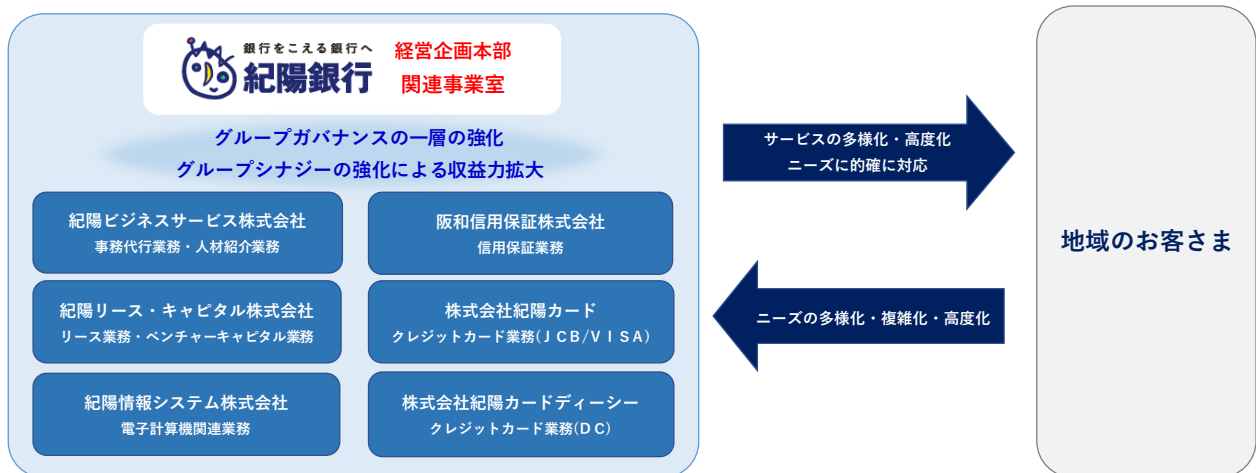 銀行をこえる銀行へ
紀陽銀行
経営企画本部
関連事業室
グループガバナンスの一層の強化
グループシナジーの強化による収益力拡大
紀陽ビジネスサービス株式会社
事務代行業務・人材紹介業務
阪和信用保証株式会社
信用保証業務
紀陽リース・キャピタル株式会社
リース業務・ベンチャーキャピタル業務
株式会社紀陽カード
クレジットカード業務(ＪＣＢ/ＶＩＳＡ)
紀陽情報システム株式会社
電子計算機関連業務
株式会社紀陽カードディーシー
クレジットカード業務(ＤＣ)
サービスの多様化・高度化
ニーズに的確に対応
ニーズの多様化・複雑化・高度化
地域のお客さま